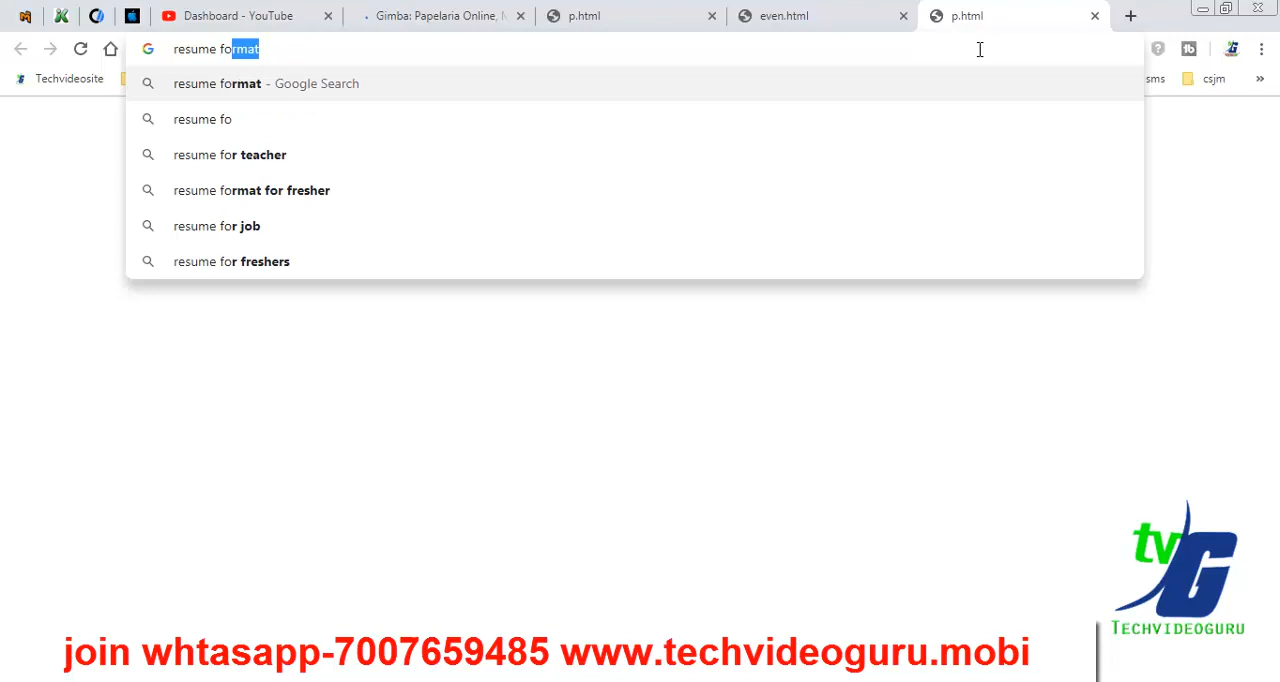 Dashboard - YouTube
Gimba: Papelaria Online,
p.html
even.html
p.html
resume format
Techvideosite
sms
csjm
»
resume format - Google Search
resume fo
resume for teacher
resume format for fresher
resume for job
resume for freshers
tvG
TECHVIDEOGURU
join whtasapp-7007659485 www.techvideoguru.mobi